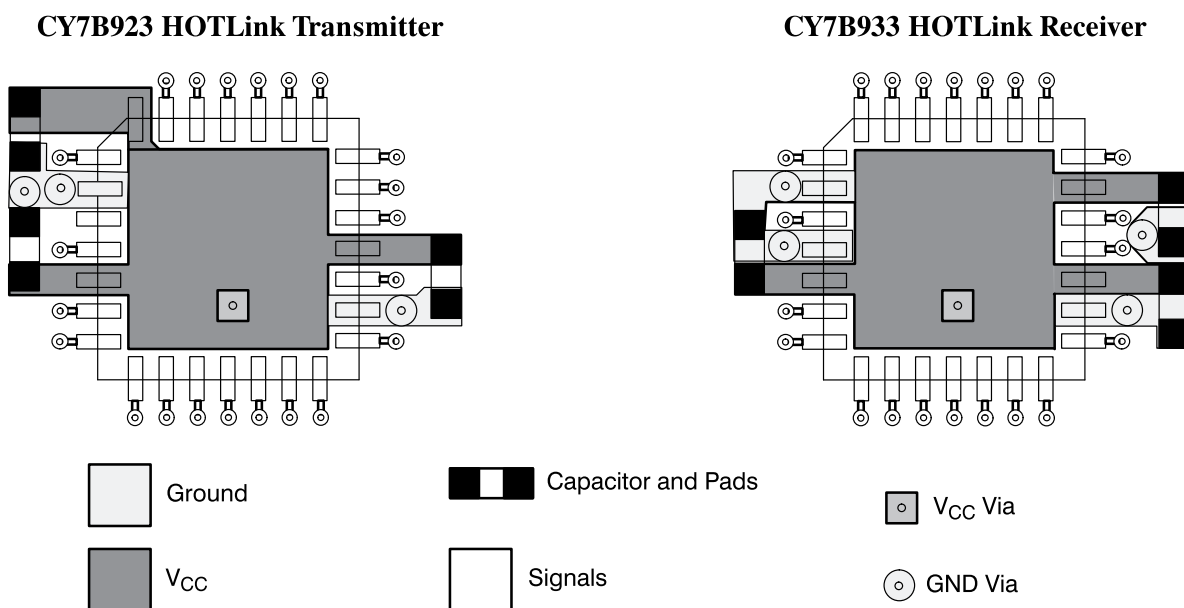 CY7B923 HOTLink Transmitter
CY7B933 HOTLink Receiver
Ground
Capacitor and Pads
VCC Via
VCC
Signals
GND Via